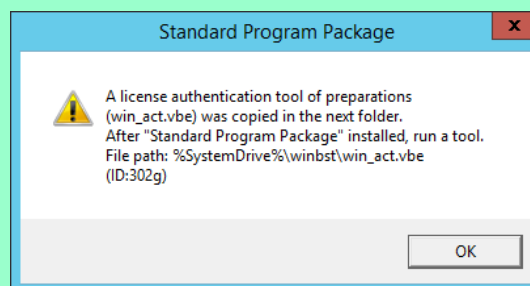 Standard Program Package
x
A license authentication tool of preparations
(win_act.vbe) was copied in the next folder.
After "Standard Program Package" installed, run a tool.
File path: %SystemDrive%\winbst\win_act.vbe
(ID:302g)
OK